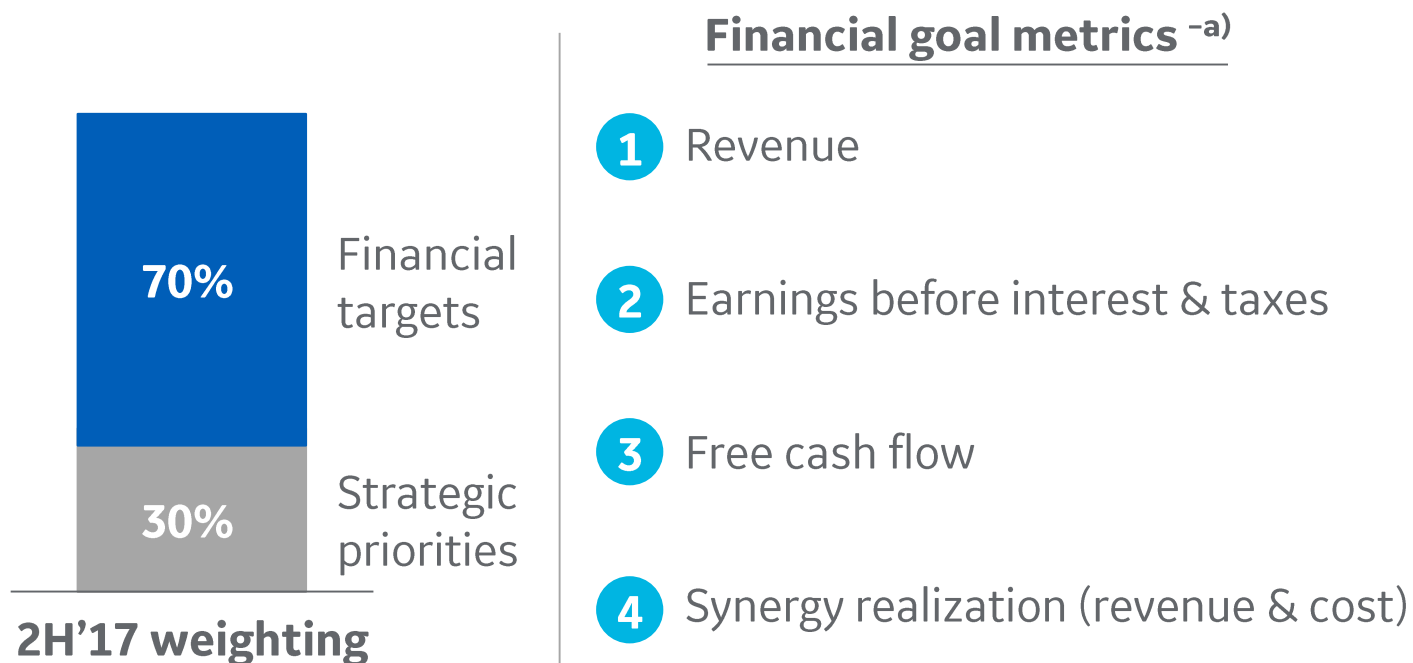 70%
Financial
targets
30%
Strategic
priorities
2H’17 weighting
Financial goal metrics –a)
1 Revenue
2 Earnings before interest & taxes
3 Free cash flow
4 Synergy realization (revenue & cost)